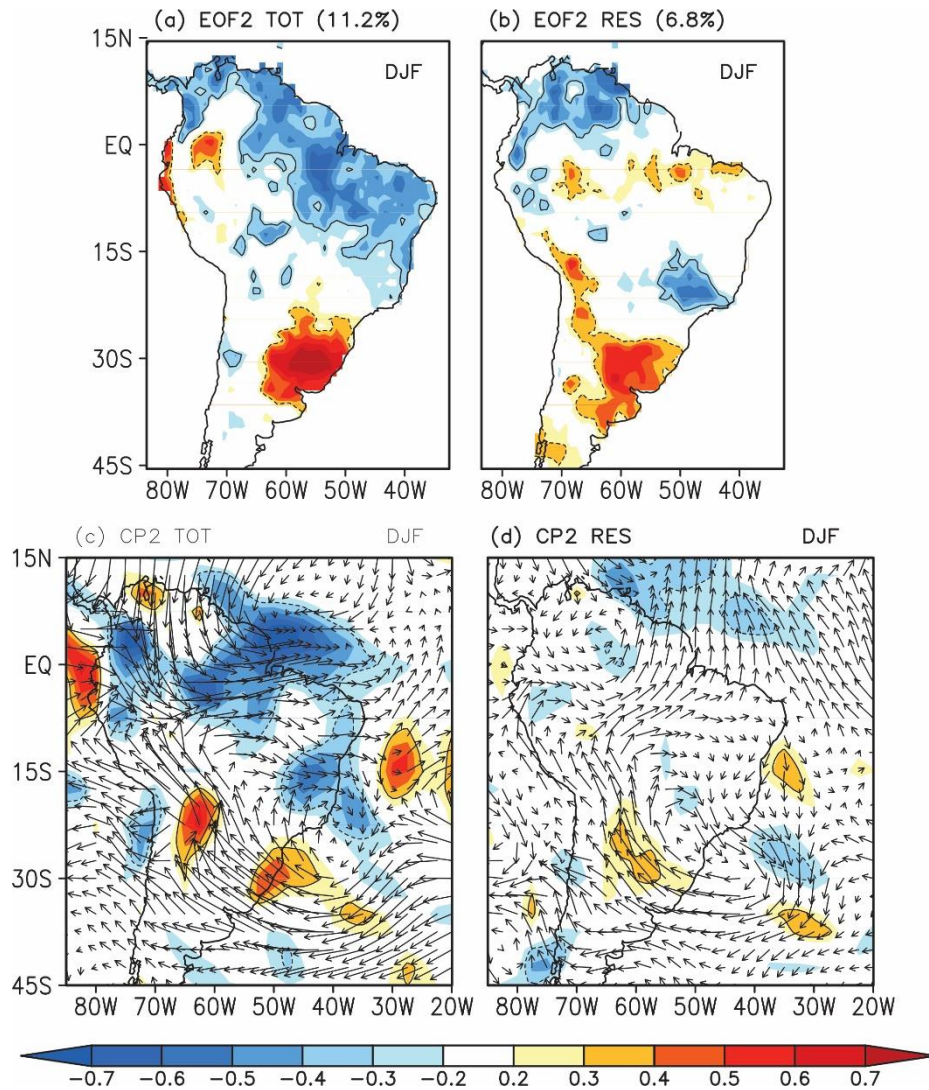 (a) EOF2 TOT (11.2%)
(b) EOF2 RES (6.8%)
15N
DJF
DJF
EQ
15S
30S
45S
80W 70W 60W 50W 40W
80W 70W 60W 50W 40W
(c) CP2 TOT DJF
(d) CP2 RES DJF
15N
EQ
15S
30S
45S
80W 70W 60W 50W 40W 30W 20W
80W 70W 60W 50W 40W 30W 20W
-0.7 -0.6 -0.5 -0.4 -0.3 -0.2 0.2 0.3 0.4 0.5 0.6 0.7